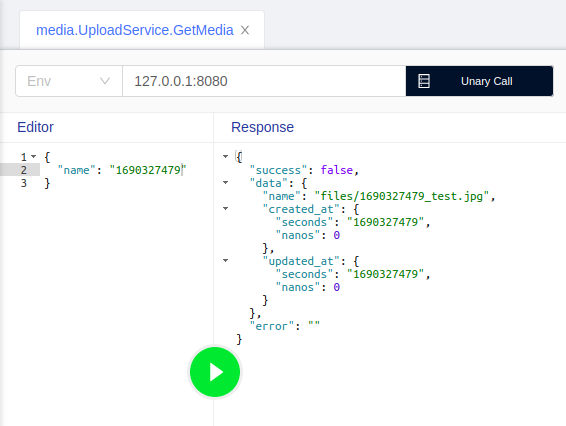 media.UploadService.GetMedia X
Env 127.0.0.1:8080 Unary Call
Editor
1 {
2 "name": "1690327479"
3 }
Response
{
"success": false,
"data": {
"name": "files/1690327479_test.jpg",
"created_at": {
"seconds": "1690327479",
"nanos": 0
},
"updated_at": {
"seconds": "1690327479",
"nanos": 0
}
},
"error": ""
}